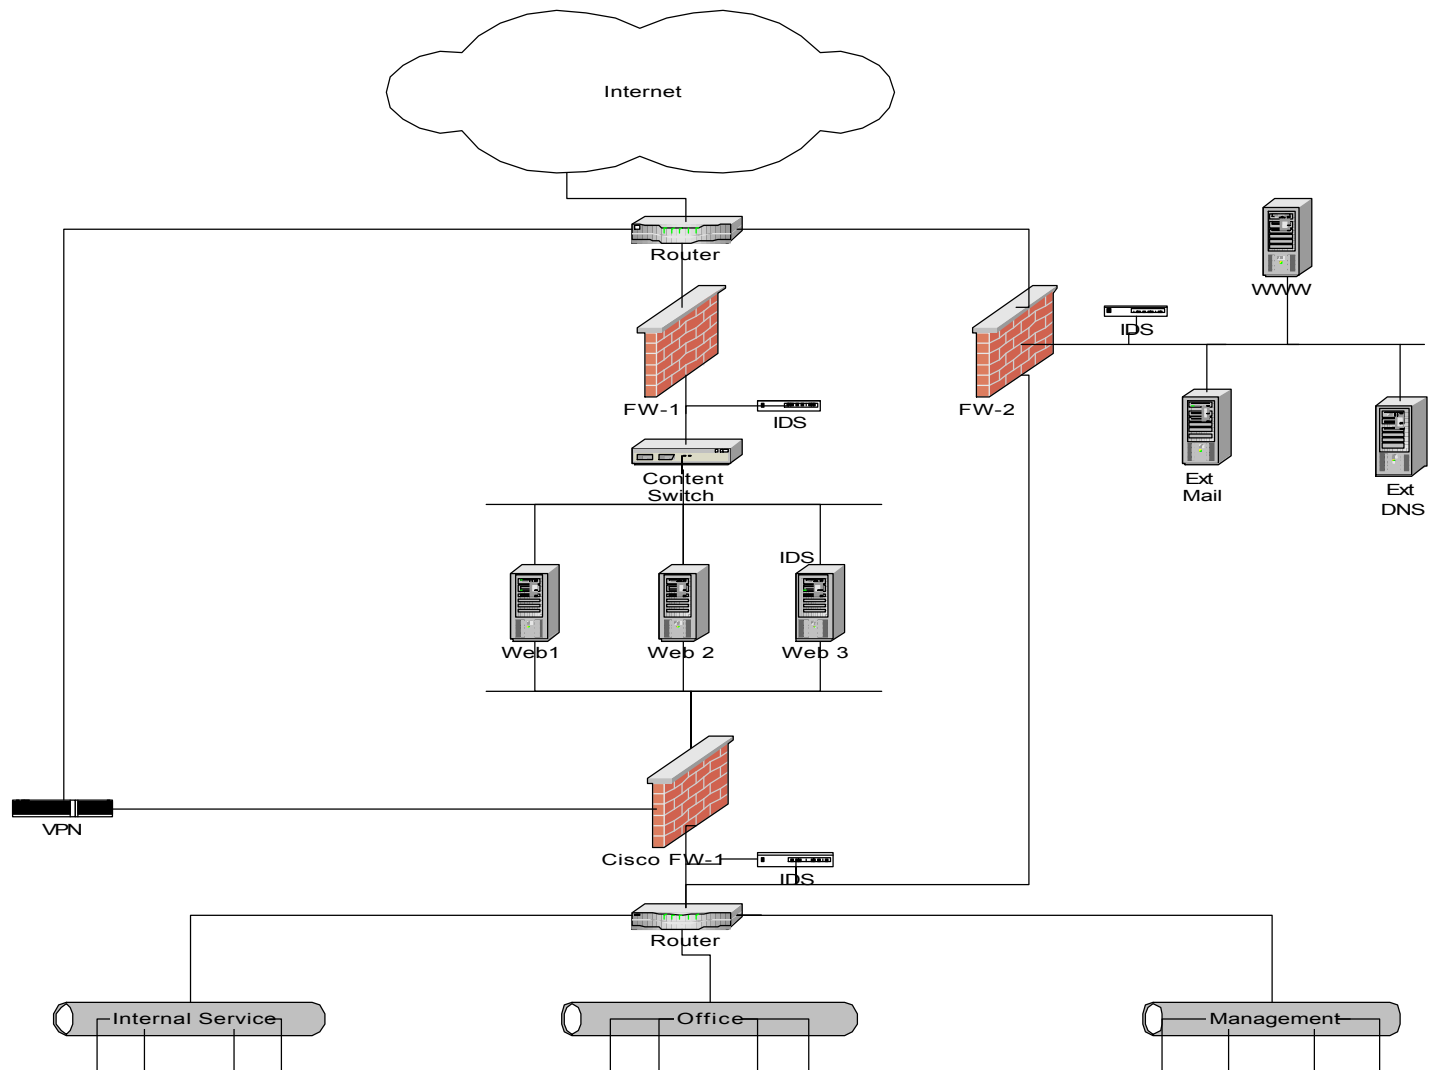 Internet
Router
WWW
IDS
FW-1
FW-2
IDS
Content
Switch
Ext
Mail
Ext
DNS
IDS
Web1
Web 2
Web 3
VPN
Cisco FW-1
IDS
Router
Internal Service
Office
Management